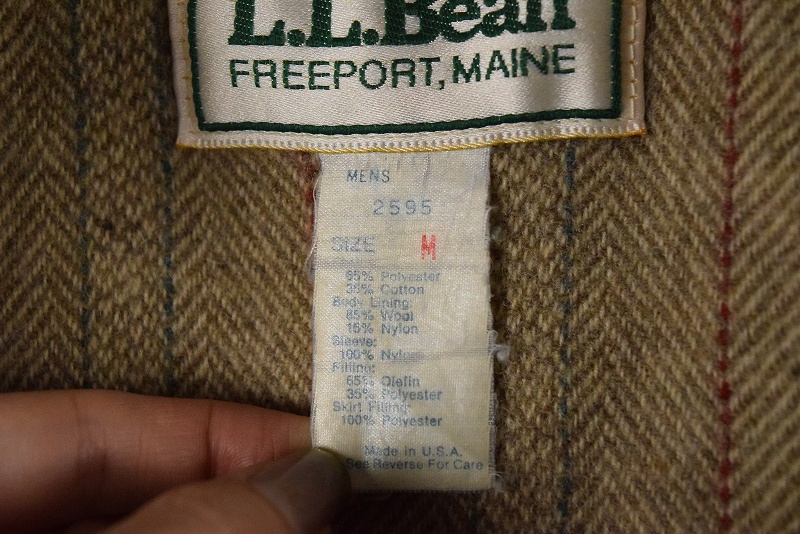 L.L.Bean
FREEPORT, MAINE
MENS
2595
SIZE M
65% Polyester
35% Cotton
Body Lining:
85% Wool
15% Nylon
Sleeve:
100% Nylon
Filling:
65% Olefin
35% Polyester
Skirt Filling:
100% Polyester
Made in U.S.A.
See Reverse For Care